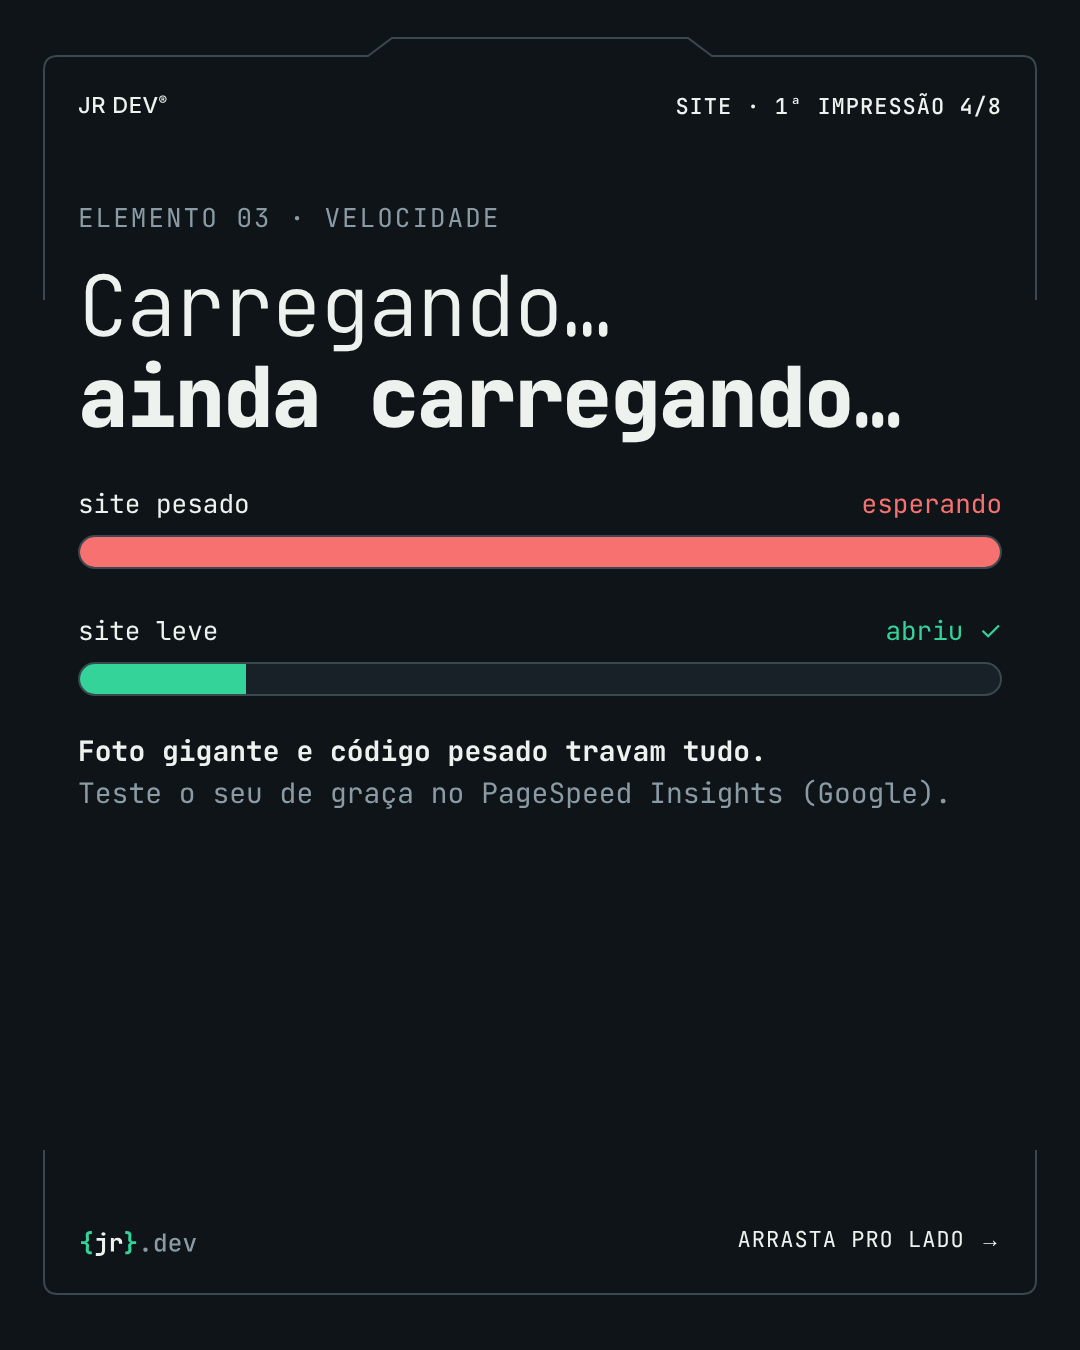 JR DEV®
SITE · 1ª IMPRESSÃO 4/8
ELEMENTO 03 · VELOCIDADE
Carregando…
ainda carregando…
site pesado
esperando
site leve
abriu ✓
Foto gigante e código pesado travam tudo.
Teste o seu de graça no PageSpeed Insights (Google).
{jr}.dev
ARRASTA PRO LADO →